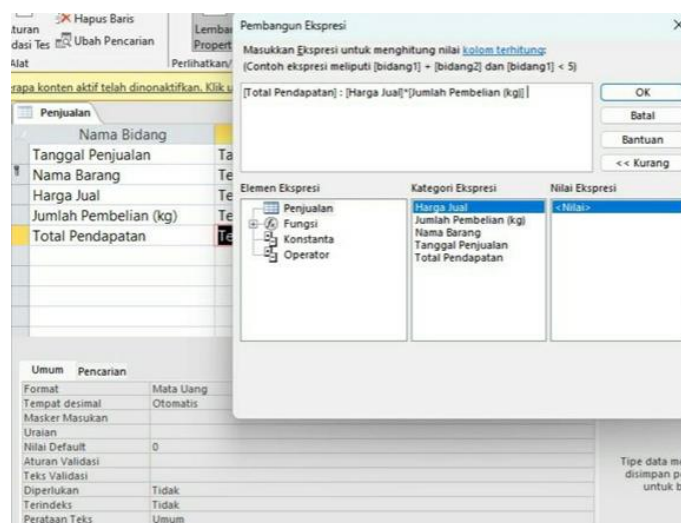 Hapus Baris
Ubah Pencarian
Pembangun Ekspresi
Masukkan Ekspresi untuk menghitung nilai kolom terhitung:
(Contoh ekspresi meliputi [bidang1] + [bidang2] dan [bidang1] < 5)
[Total Pendapatan] : [Harga Jual]*[Jumlah Pembelian (kg)]
OK
Batal
Bantuan
<< Kurang
Elemen Ekspresi
Penjualan
Fungsi
Konstanta
Operator
Kategori Ekspresi
Harga Jual
Jumlah Pembelian (kg)
Nama Barang
Tanggal Penjualan
Total Pendapatan
Nilai Ekspresi
<Nilai>
konten aktif telah dinonaktifkan. Klik
Penjualan
Nama Bidang
Tanggal Penjualan
Nama Barang
Harga Jual
Jumlah Pembelian (kg)
Total Pendapatan
Umum Pencarian
Format Mata Uang
Tempat desimal Otomatis
Masker Masukan
Uraian
Nilai Default 0
Aturan Validasi
Teks Validasi
Diperlukan Tidak
Terindeks Tidak
Perataan Teks Umum
Tipe data
disimpan
untuk